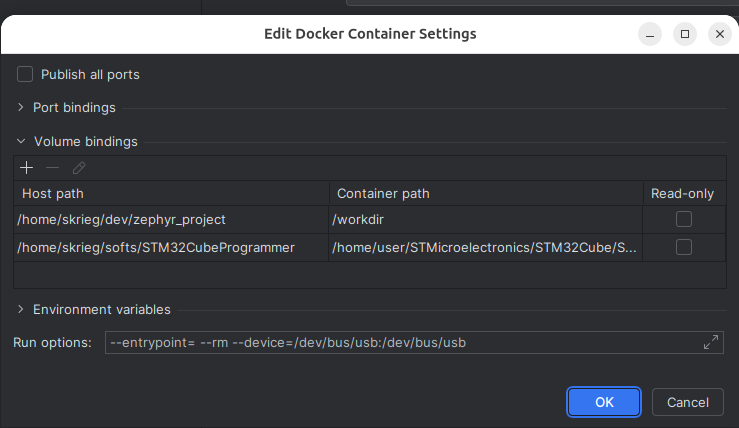 Edit Docker Container Settings
Publish all ports
Port bindings
Volume bindings
Host path Container path Read-only
/home/skrieg/dev/zephyr_project /workdir
/home/skrieg/softs/STM32CubeProgrammer /home/user/STMicroelectronics/STM32Cube/S...
Environment variables
Run options: --entrypoint= --rm --device=/dev/bus/usb:/dev/bus/usb
OK Cancel